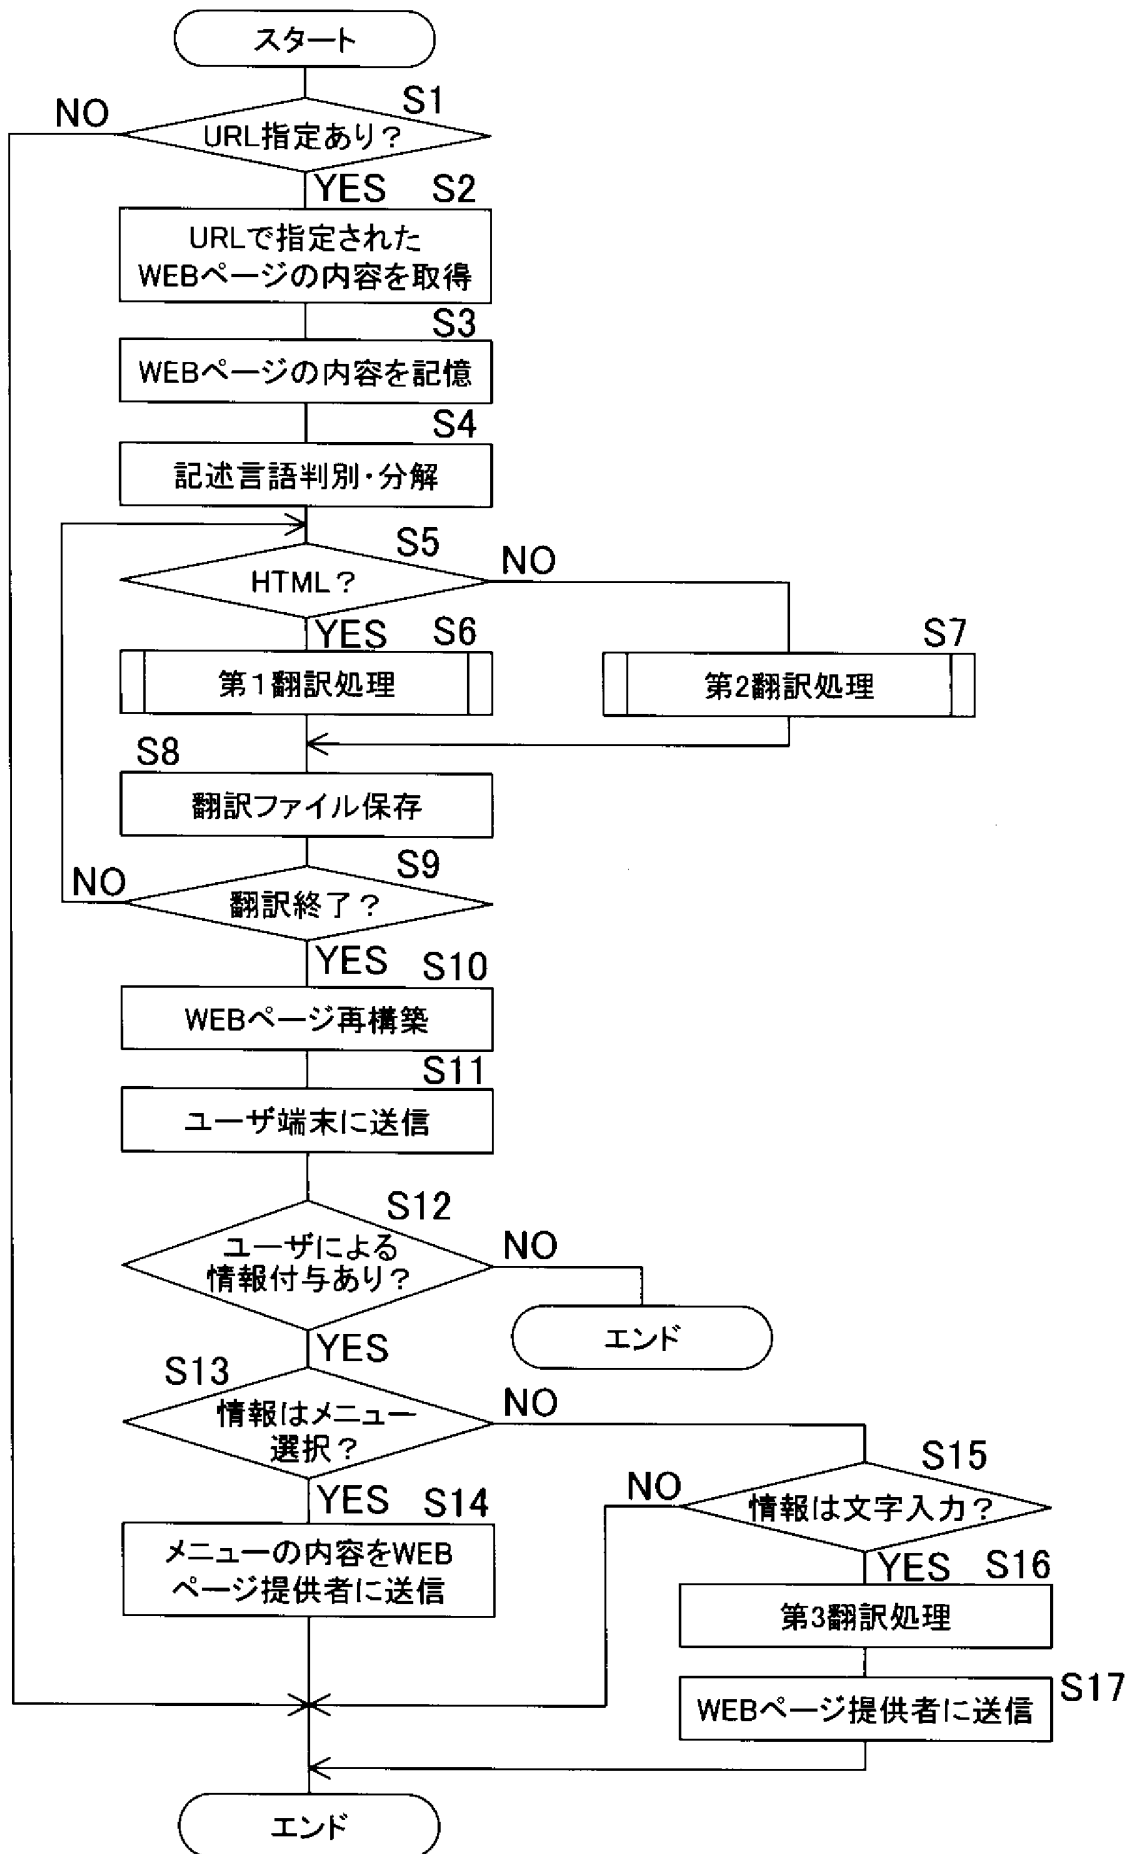 スタート
S1
NO
URL指定あり？
YES
S2
URLで指定された
WEBページの内容を取得
S3
WEBページの内容を記憶
S4
記述言語判別・分解
S5
HTML？
NO
YES
S6
第１翻訳処理
S7
第2翻訳処理
S8
翻訳ファイル保存
S9
NO
翻訳終了？
YES
S10
WEBページ再構築
S11
ユーザ端末に送信
S12
ユーザによる
情報付与あり？
NO
エンド
YES
S13
情報はメニュー
選択？
NO
YES
S14
メニューの内容をWEB
ページ提供者に送信
S15
NO
情報は文字入力？
YES
S16
第3翻訳処理
S17
WEBページ提供者に送信
エンド